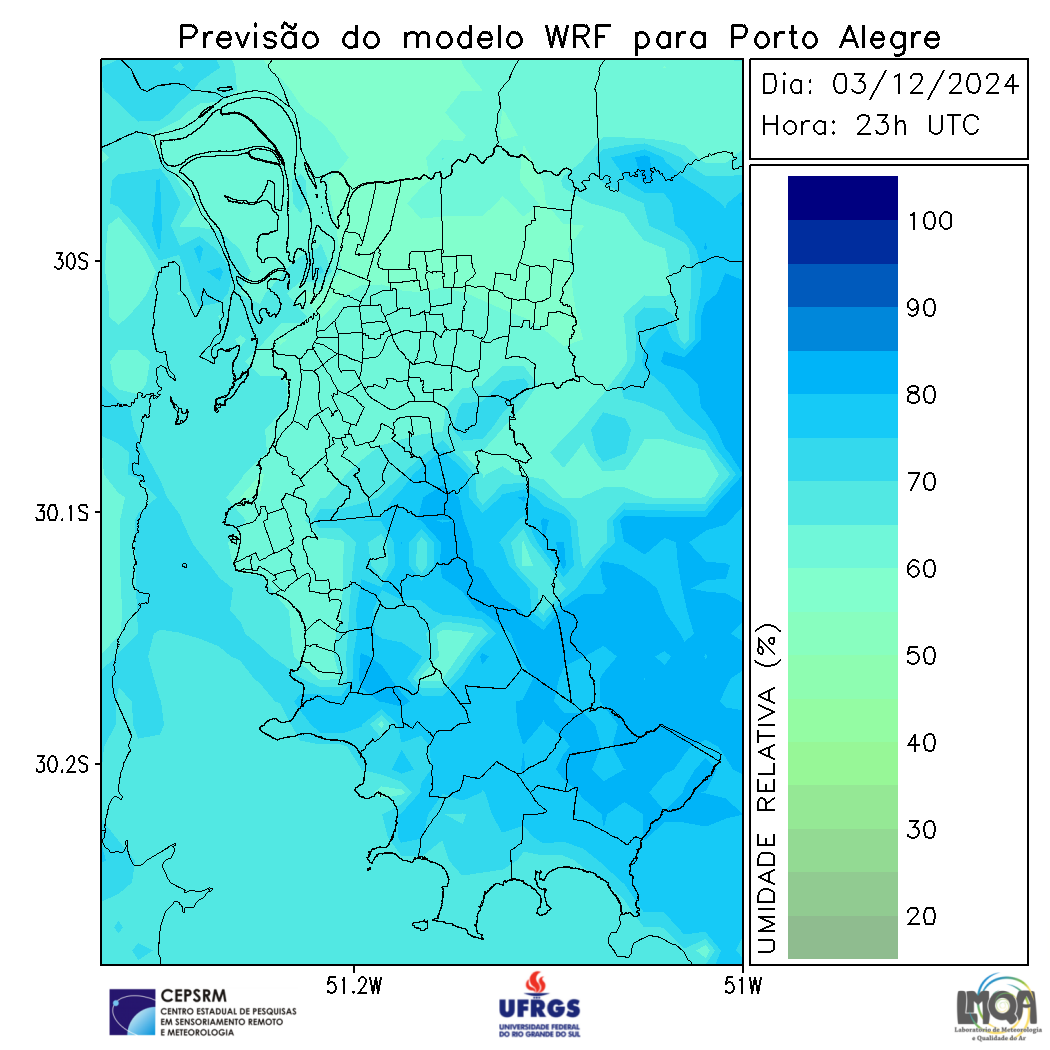 Previsão do modelo WRF para Porto Alegre
Dia: 03/12/2024
Hora: 23h UTC
100
90
80
70
60
50
40
30
20
UMIDADE RELATIVA (%)
30S
30.1S
30.2S
51.2W
51W
CEPSRM
CENTRO ESTADUAL DE PESQUISAS
EM SENSORIAMENTO REMOTO
E METEOROLOGIA
UFRGS
UNIVERSIDADE FEDERAL
DO RIO GRANDE DO SUL
LMQA
Laboratório de Meteorologia
e Qualidade do Ar